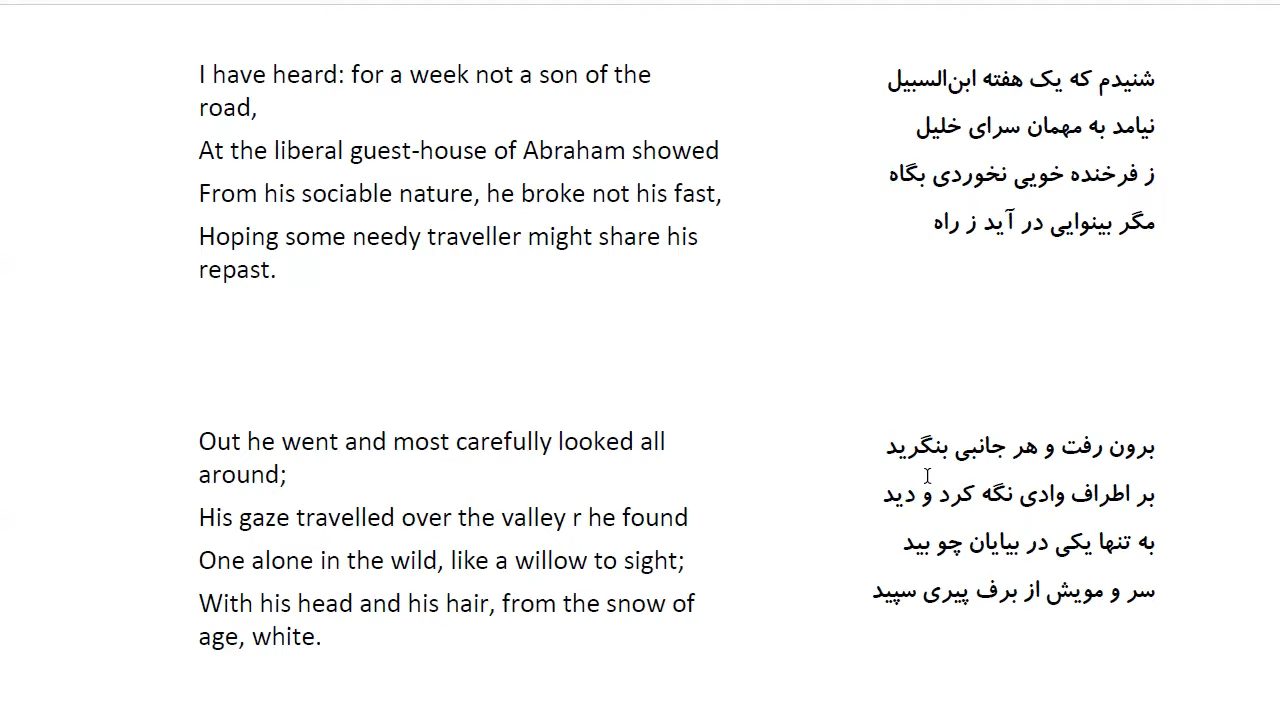 I have heard: for a week not a son of the
road,
At the liberal guest-house of Abraham showed
From his sociable nature, he broke not his fast,
Hoping some needy traveller might share his
repast.
شنیدم که یک هفته ابن‌السبیل
نیامد به مهمان سرای خلیل
ز فرخنده خویی نخوردی بگاه
مگر بینوایی در آید ز راه
Out he went and most carefully looked all
around;
His gaze travelled over the valley r he found
One alone in the wild, like a willow to sight;
With his head and his hair, from the snow of
age, white.
برون رفت و هر جانبی بنگرید
بر اطراف وادی نگه کرد و دید
به تنها یکی در بیایان چو بید
سر و مویش از برف پیری سپید